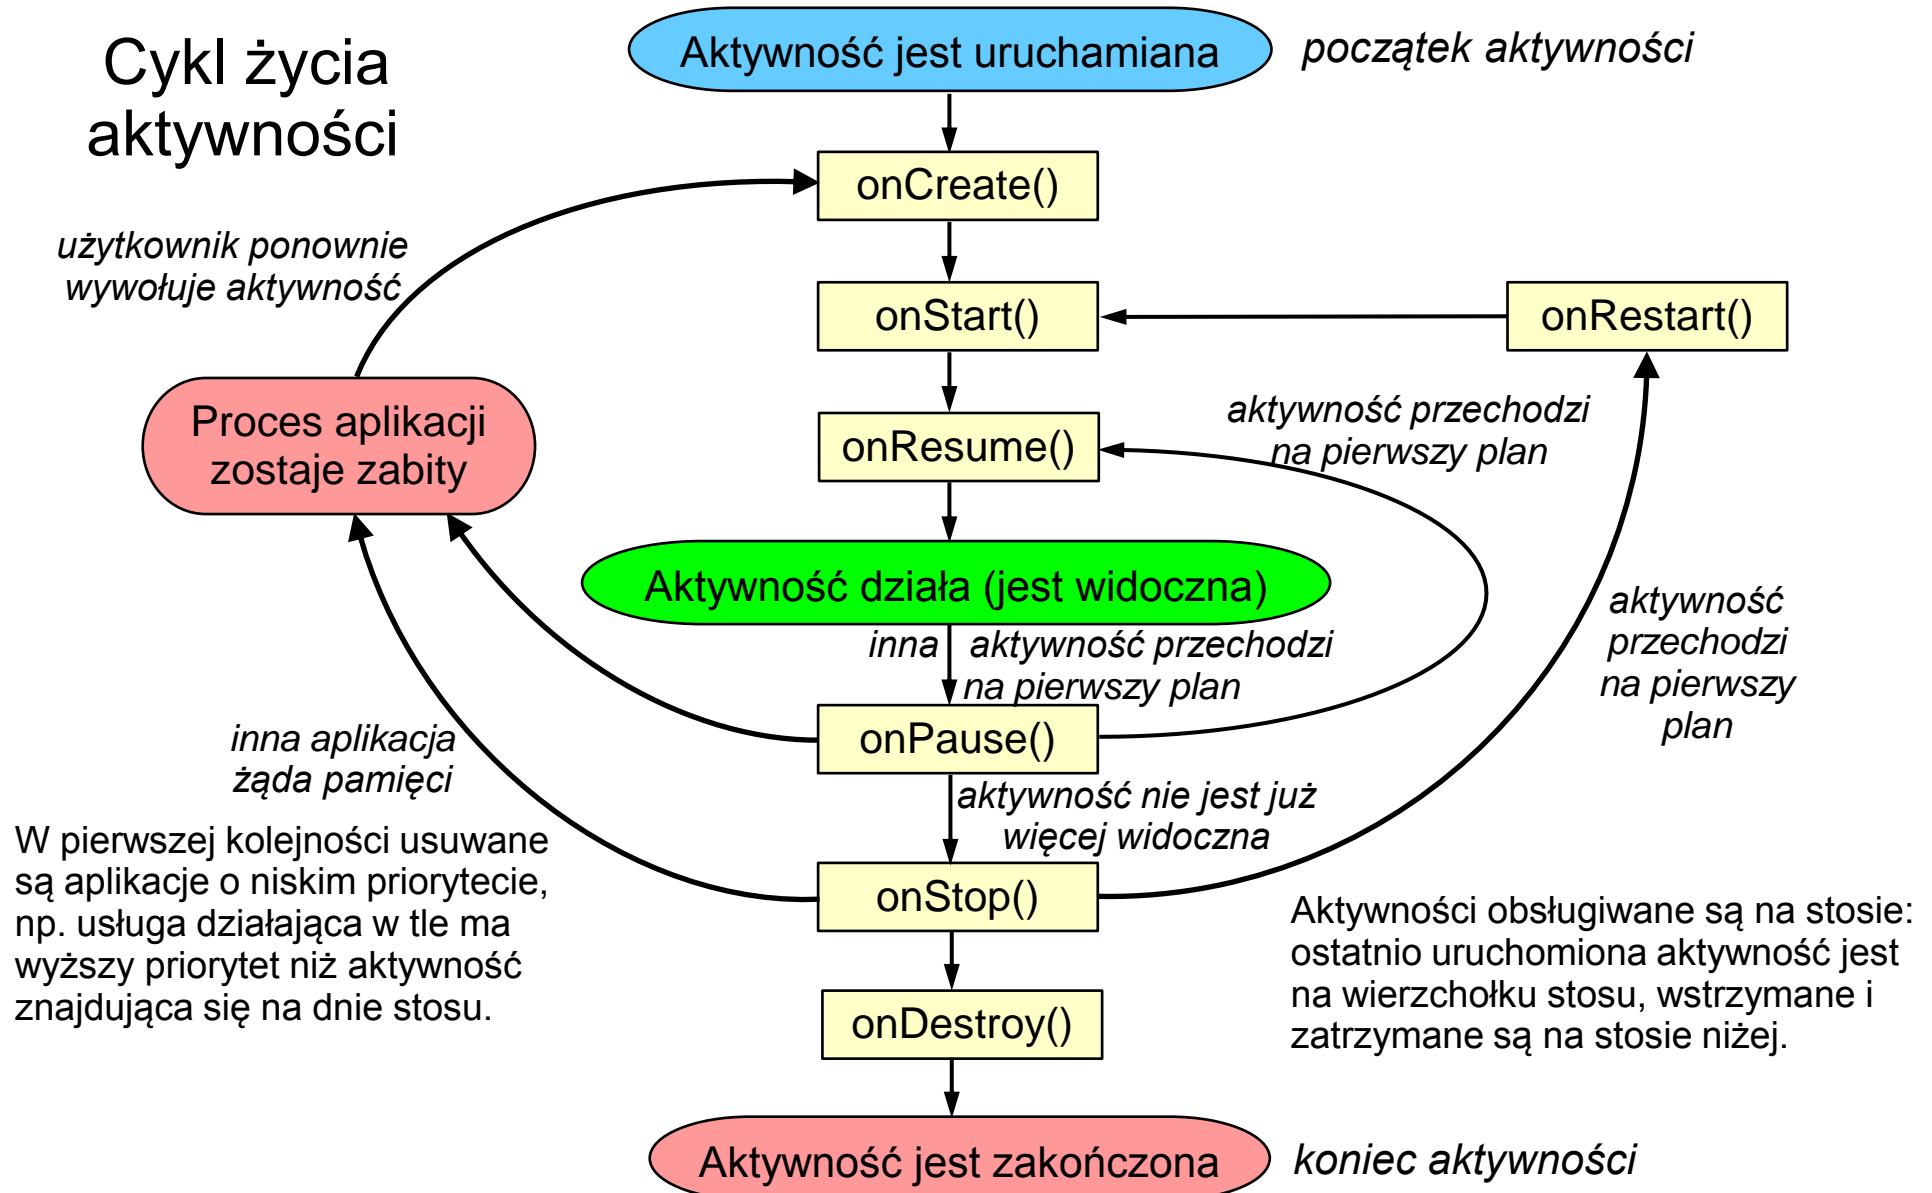 Cykl życia
aktywności
Aktywność jest uruchamiana
początek aktywności
onCreate()
użytkownik ponownie
wywołuje aktywność
onStart()
onRestart()
Proces aplikacji
zostaje zabity
onResume()
aktywność przechodzi
na pierwszy plan
Aktywność działa (jest widoczna)
inna aktywność przechodzi
na pierwszy plan
aktywność
przechodzi
na pierwszy
plan
onPause()
inna aplikacja
żąda pamięci
aktywność nie jest już
więcej widoczna
W pierwszej kolejności usuwane
są aplikacje o niskim priorytecie,
np. usługa działająca w tle ma
wyższy priorytet niż aktywność
znajdująca się na dnie stosu.
onStop()
Aktywności obsługiwane są na stosie:
ostatnio uruchomiona aktywność jest
na wierzchołku stosu, wstrzymane i
zatrzymane są na stosie niżej.
onDestroy()
Aktywność jest zakończona
koniec aktywności